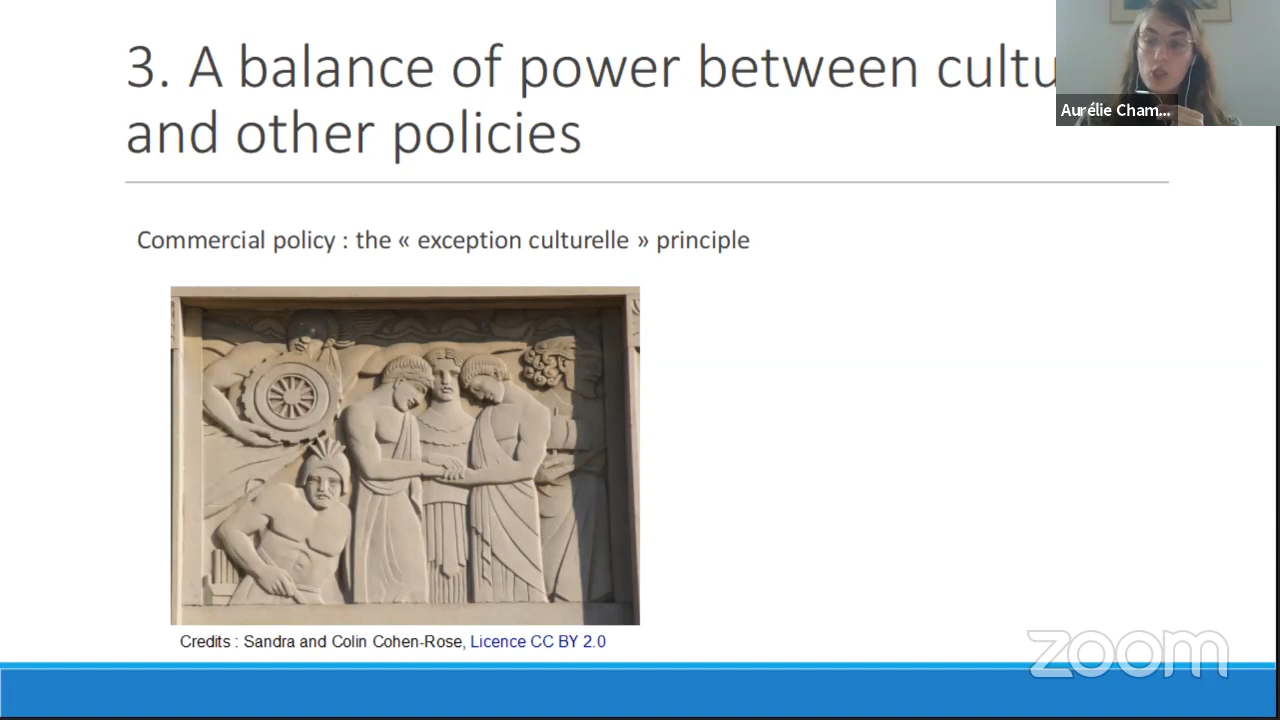 3. A balance of power between cultu
and other policies
Aurélie Cham...
Commercial policy : the « exception culturelle » principle
Credits : Sandra and Colin Cohen-Rose, Licence CC BY 2.0
zoom